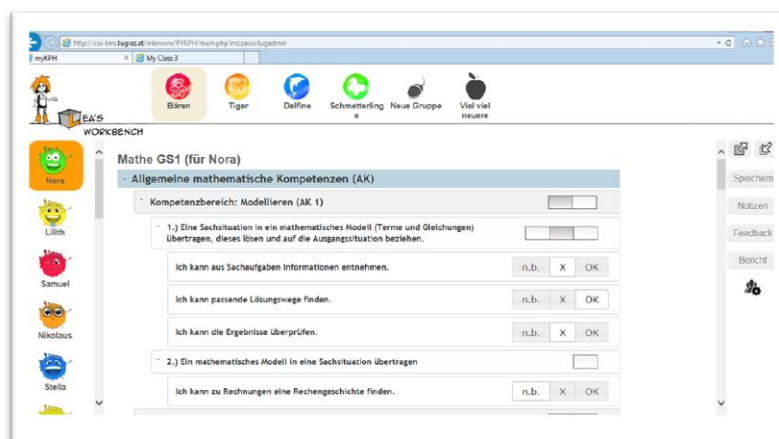 http://css-kmi.tugraz.at/mkrwww/PYKPH/main.php?mcpass=tugadmin
myKPH
My Class 3
LEA'S
WORKBENCH
Bären
Tiger
Delfine
Schmetterling
e
Neue Gruppe
Viel viel
neuere
Nora
Lilith
Samuel
Nikolaus
Stella
Mathe GS1 (für Nora)
- Allgemeine mathematische Kompetenzen (AK)
- Kompetenzbereich: Modellieren (AK 1)
- 1.) Eine Sachsituation in ein mathematisches Modell (Terme und Gleichungen)
übertragen, dieses lösen und auf die Ausgangssituation beziehen.
Ich kann aus Sachaufgaben Informationen entnehmen.
n.b. X OK
Ich kann passende Lösungswege finden.
n.b. X OK
Ich kann die Ergebnisse überprüfen.
n.b. X OK
- 2.) Ein mathematisches Modell in eine Sachsituation übertragen
Ich kann zu Rechnungen eine Rechengeschichte finden.
n.b. X OK
Speichern
Notizen
Feedback
Bericht